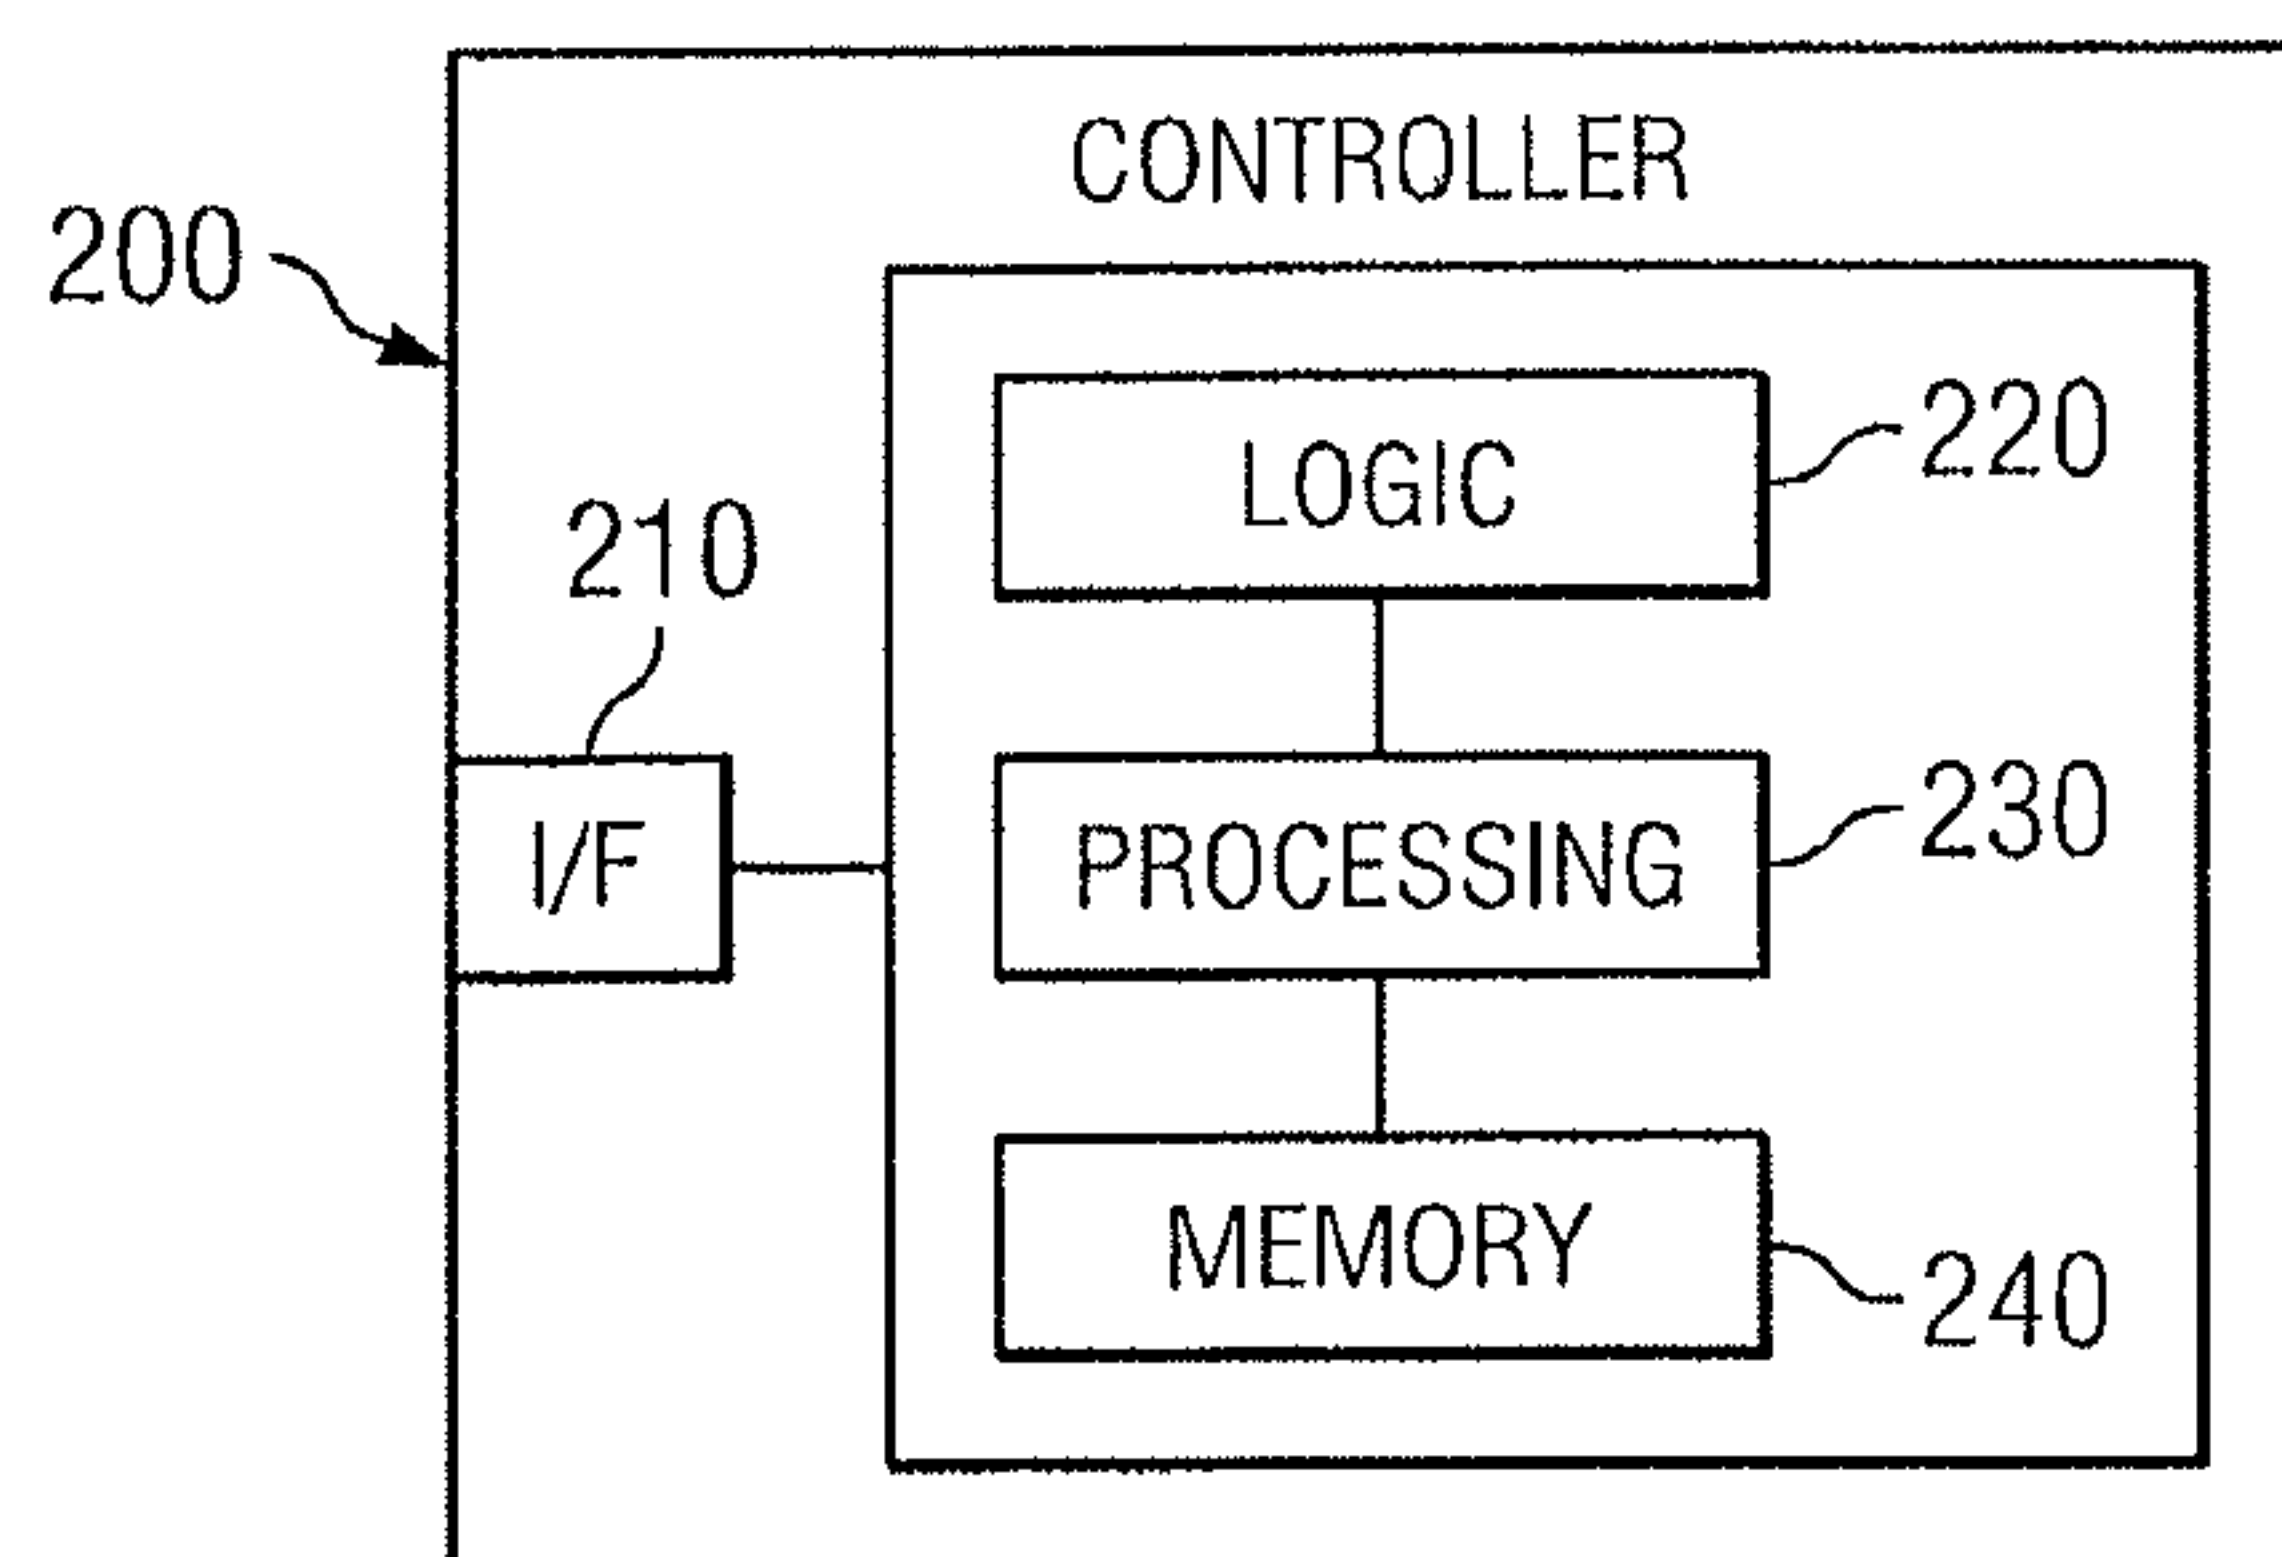 CONTROLLER
200
LOGIC
220
210
I/F
PROCESSING
230
MEMORY
240